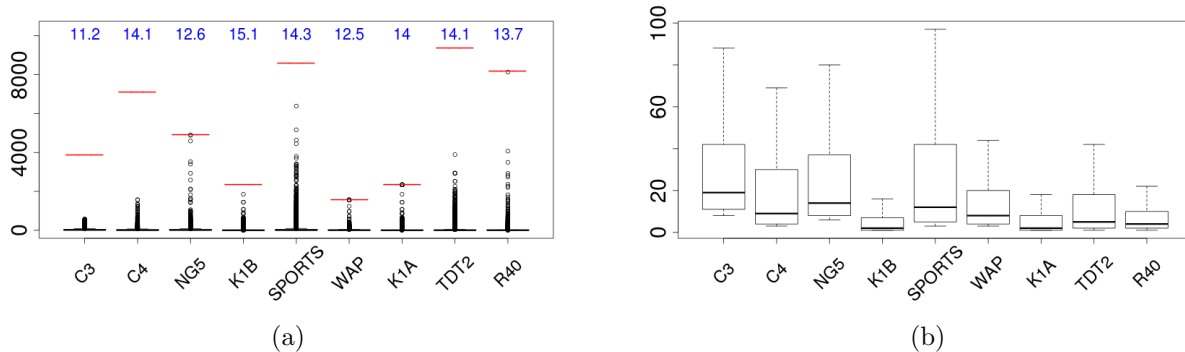 11.2 14.1 12.6 15.1 14.3 12.5 14 14.1 13.7
8000
4000
0
C3 C4 NG5 K1B SPORTS WAP K1A TDT2 R40
(a)
100
60
20
0
C3 C4 NG5 K1B SPORTS WAP K1A TDT2 R40
(b)